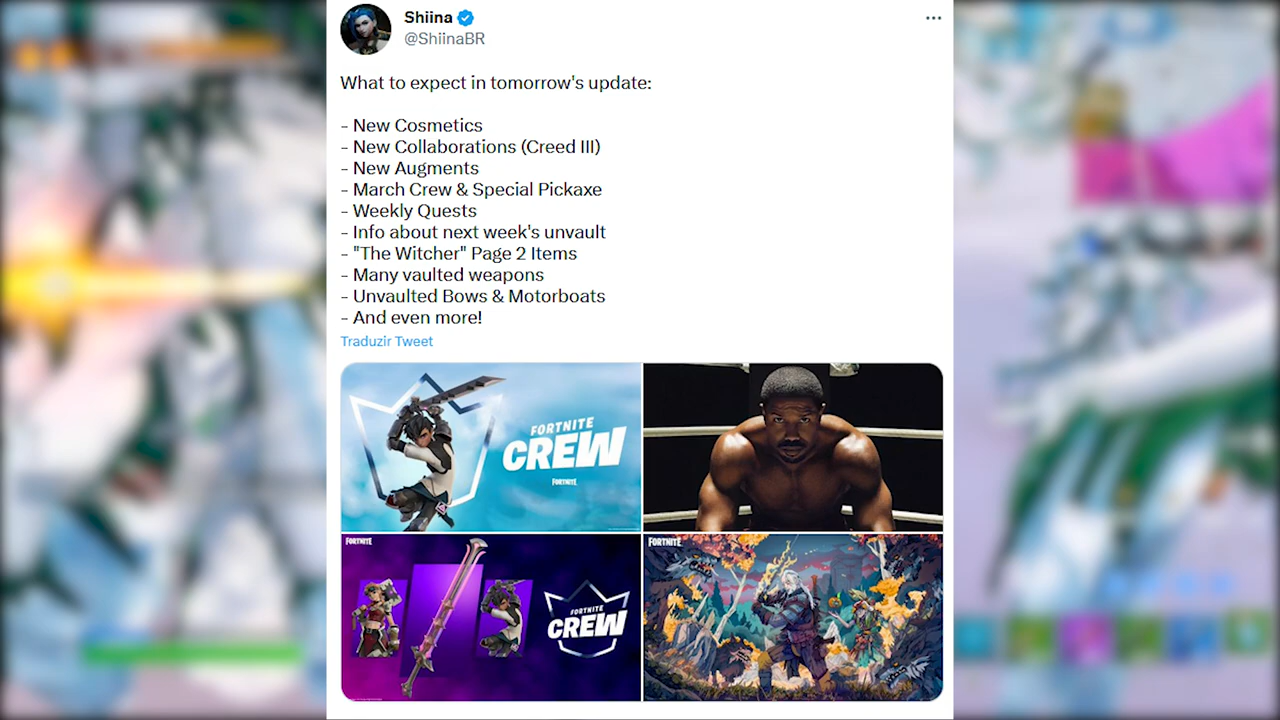 Shiina
@ShiinaBR
What to expect in tomorrow's update:
- New Cosmetics
- New Collaborations (Creed III)
- New Augments
- March Crew & Special Pickaxe
- Weekly Quests
- Info about next week's unvault
- "The Witcher" Page 2 Items
- Many vaulted weapons
- Unvaulted Bows & Motorboats
- And even more!
Traduzir Tweet
FORTNITE
CREW
FORTNITE
FORTNITE
FORTNITE
CREW
FORTNITE